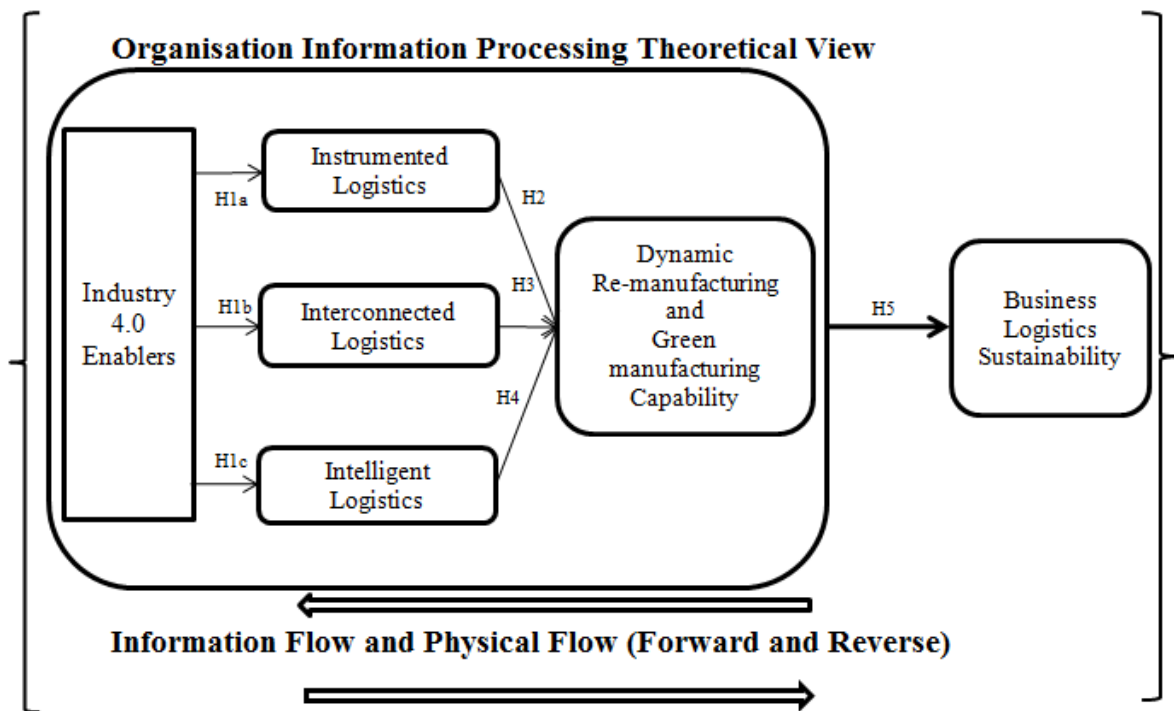 Organisation Information Processing Theoretical View
Industry
4.0
Enablers
H1a
H1b
H1c
Instrumented
Logistics
Interconnected
Logistics
Intelligent
Logistics
H2
H3
H4
Dynamic
Re-manufacturing
and
Green
manufacturing
Capability
H5
Business
Logistics
Sustainability
Information Flow and Physical Flow (Forward and Reverse)